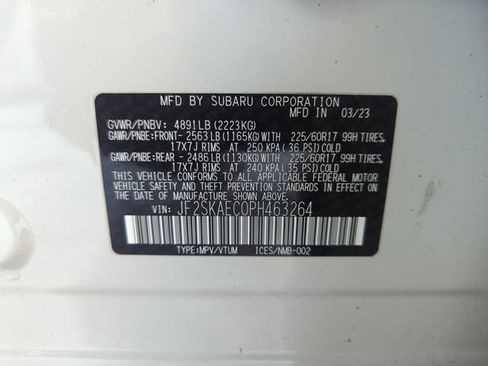 MFD BY SUBARU CORPORATION
MFD IN 03/23
GVWR/PNBV: 4891LB (2223KG)
GAWR/PNBE:FRONT- 2563LB (1165KG)WITH 225/60R17 99H TIRES,
17X7J RIMS AT 250 KPA (36 PSI)COLD
GAWR/PNBE:REAR - 2486LB (1130KG)WITH 225/60R17 99H TIRES,
17X7J RIMS AT 240 KPA (35 PSI)COLD
THIS VEHICLE CONFORMS TO ALL APPLICABLE FEDERAL MOTOR
VEHICLE SAFETY AND THEFT PREVENTION STANDARDS IN EFFECT
ON THE DATE OF MANUFACTURE SHOWN ABOVE.
VIN: JF2SKAEC0PH463264
TYPE:MPV/VTUM ICES/NMB-002